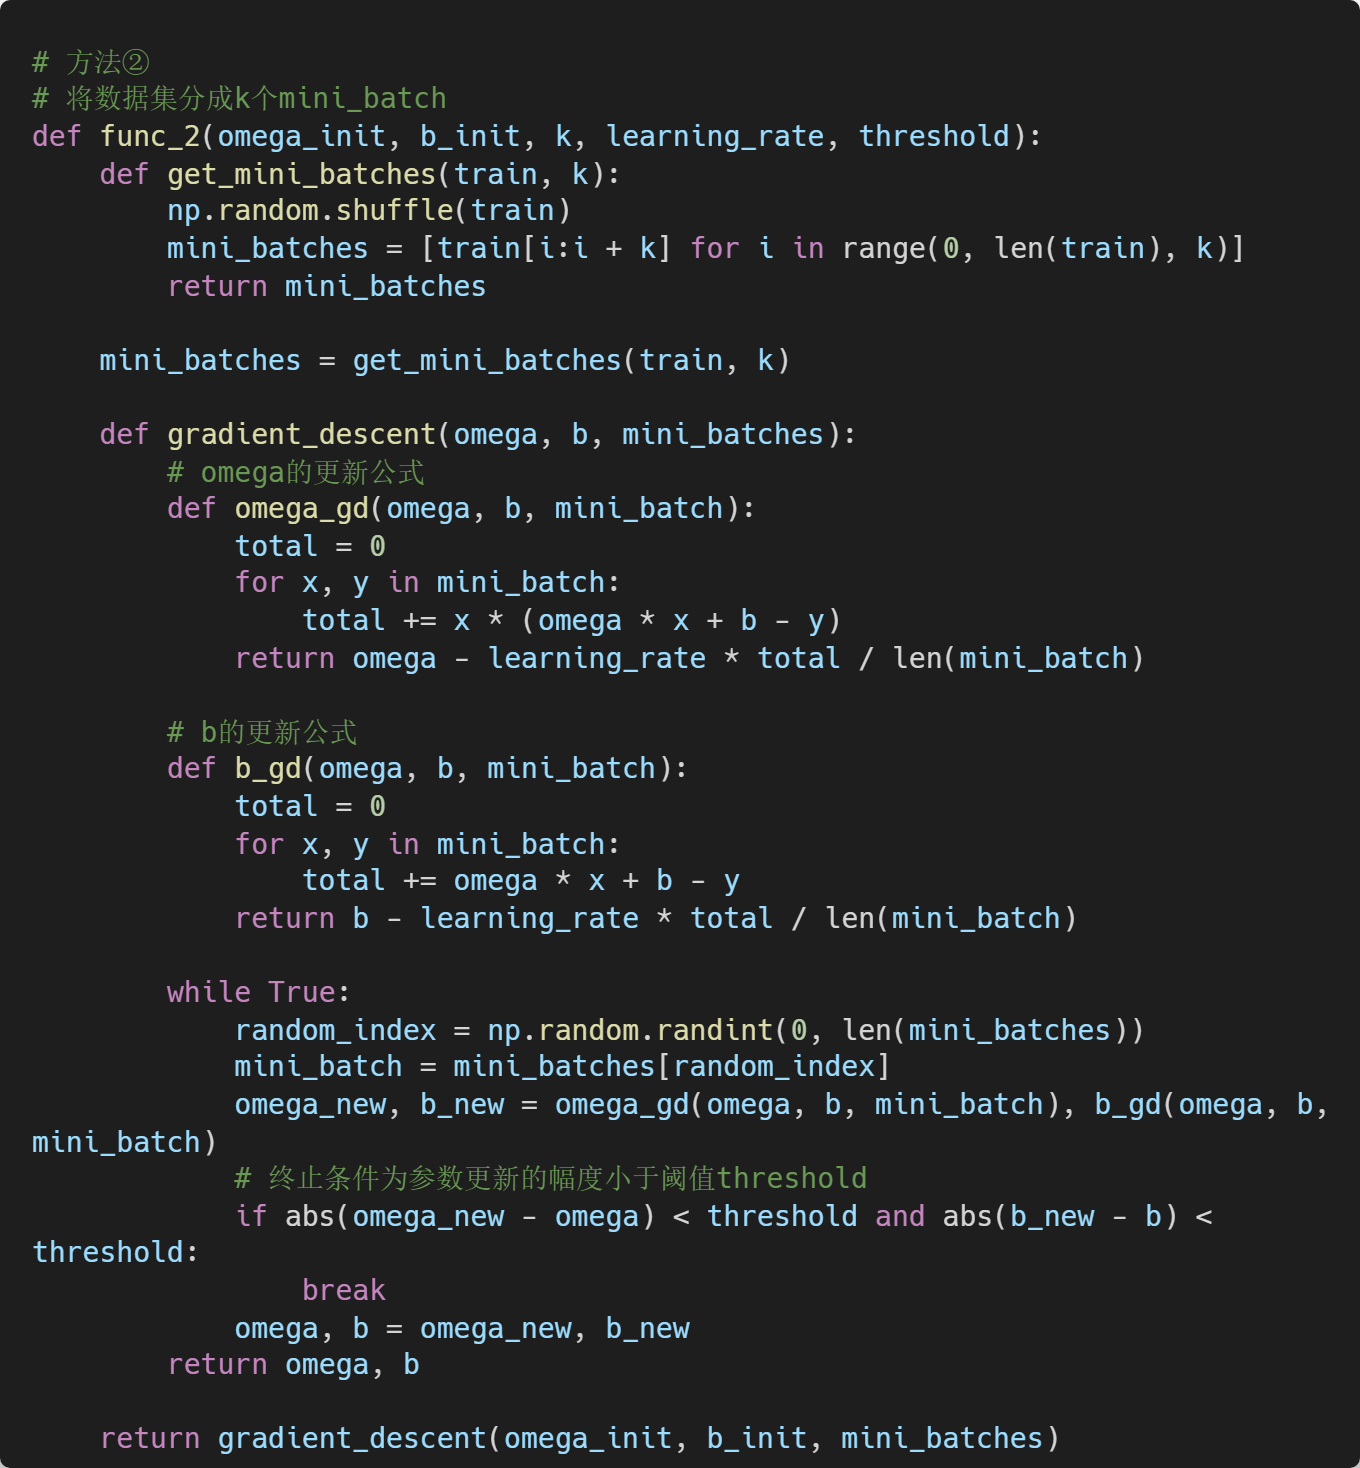 # 方法②
# 将数据集分成k个mini_batch
def func_2(omega_init, b_init, k, learning_rate, threshold):
    def get_mini_batches(train, k):
        np.random.shuffle(train)
        mini_batches = [train[i:i + k] for i in range(0, len(train), k)]
        return mini_batches

    mini_batches = get_mini_batches(train, k)

    def gradient_descent(omega, b, mini_batches):
        # omega的更新公式
        def omega_gd(omega, b, mini_batch):
            total = 0
            for x, y in mini_batch:
                total += x * (omega * x + b - y)
            return omega - learning_rate * total / len(mini_batch)

        # b的更新公式
        def b_gd(omega, b, mini_batch):
            total = 0
            for x, y in mini_batch:
                total += omega * x + b - y
            return b - learning_rate * total / len(mini_batch)

        while True:
            random_index = np.random.randint(0, len(mini_batches))
            mini_batch = mini_batches[random_index]
            omega_new, b_new = omega_gd(omega, b, mini_batch), b_gd(omega, b,
mini_batch)
            # 终止条件为参数更新的幅度小于阈值threshold
            if abs(omega_new - omega) < threshold and abs(b_new - b) <
threshold:
                break
            omega, b = omega_new, b_new
        return omega, b

    return gradient_descent(omega_init, b_init, mini_batches)